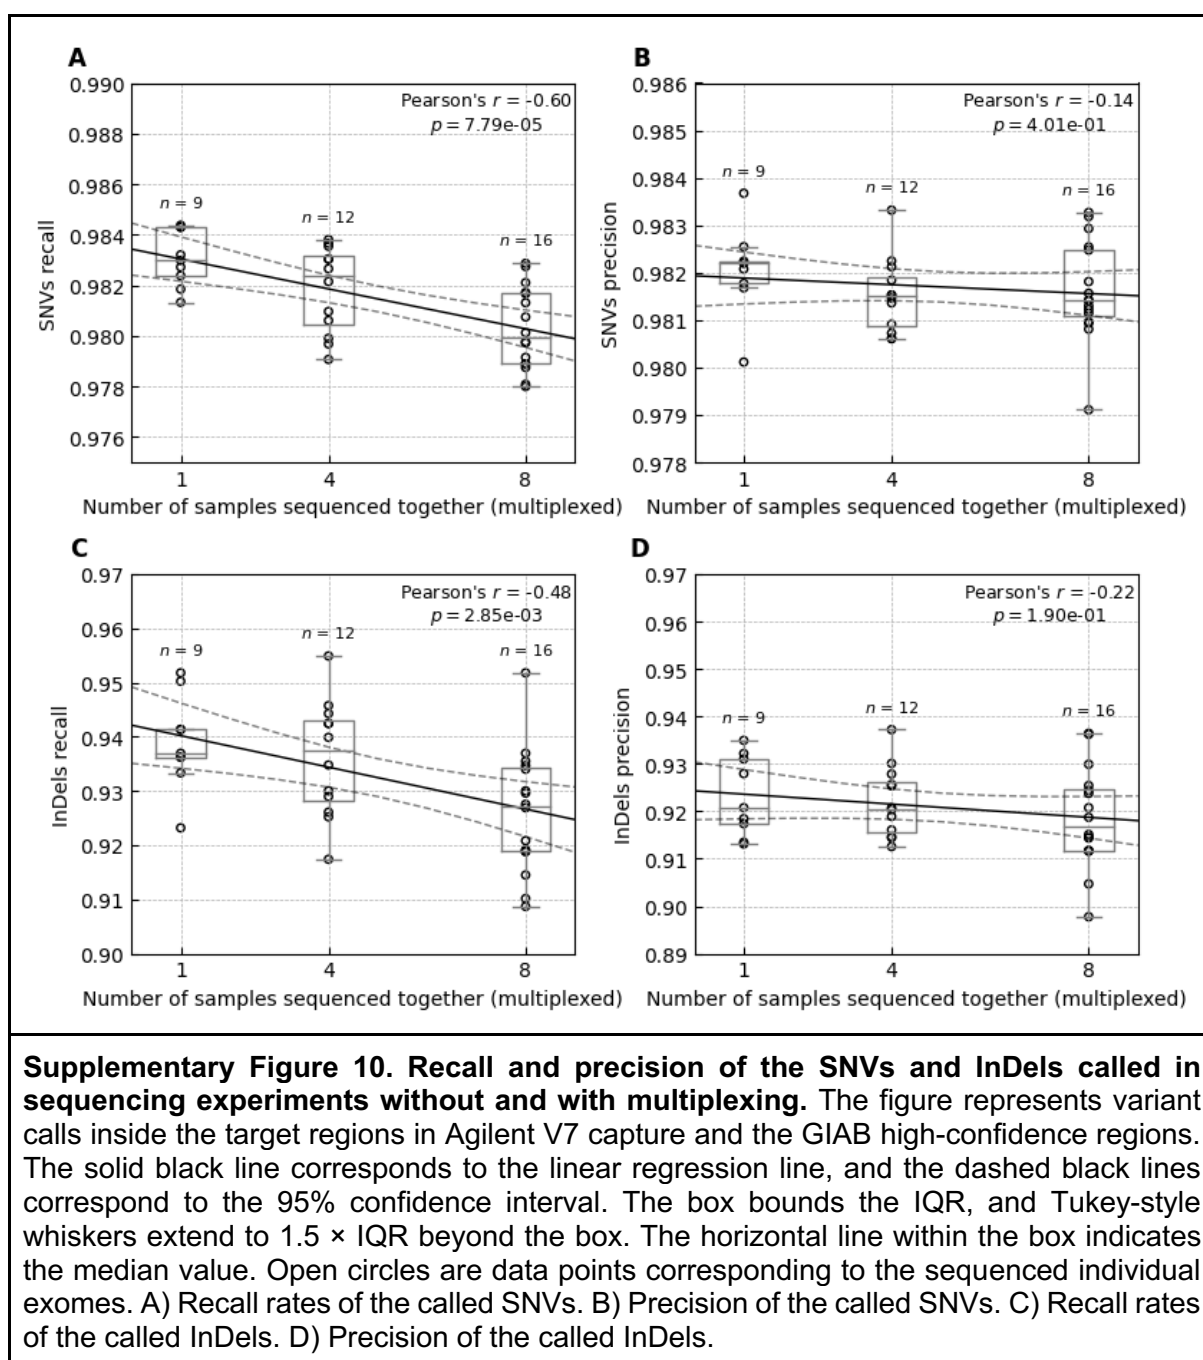 A
0.990
0.988
0.986
0.984
0.982
0.980
0.978
0.976
SNVs recall
Pearson's r = -0.60
p = 7.79e-05
n = 9
n = 12
n = 16
1 4 8
Number of samples sequenced together (multiplexed)
B
0.986
0.985
0.984
0.983
0.982
0.981
0.980
0.979
0.978
SNVs precision
Pearson's r = -0.14
p = 4.01e-01
n = 9
n = 12
n = 16
1 4 8
Number of samples sequenced together (multiplexed)
C
0.97
0.96
0.95
0.94
0.93
0.92
0.91
0.90
InDels recall
Pearson's r = -0.48
p = 2.85e-03
n = 9
n = 12
n = 16
1 4 8
Number of samples sequenced together (multiplexed)
D
0.97
0.96
0.95
0.94
0.93
0.92
0.91
0.90
0.89
InDels precision
Pearson's r = -0.22
p = 1.90e-01
n = 9
n = 12
n = 16
1 4 8
Number of samples sequenced together (multiplexed)
Supplementary Figure 10. Recall and precision of the SNVs and InDels called in
sequencing experiments without and with multiplexing. The figure represents variant
calls inside the target regions in Agilent V7 capture and the GIAB high-confidence regions.
The solid black line corresponds to the linear regression line, and the dashed black lines
correspond to the 95% confidence interval. The box bounds the IQR, and Tukey-style
whiskers extend to 1.5 × IQR beyond the box. The horizontal line within the box indicates
the median value. Open circles are data points corresponding to the sequenced individual
exomes. A) Recall rates of the called SNVs. B) Precision of the called SNVs. C) Recall rates
of the called InDels. D) Precision of the called InDels.